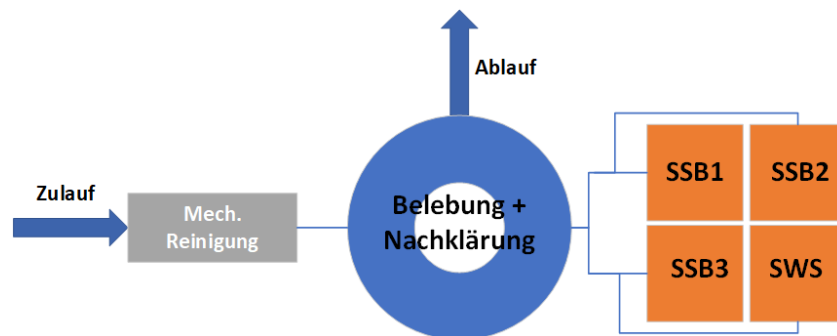 Ablauf
Zulauf
Mech.
Reinigung
Belebung +
Nachklärung
SSB1
SSB2
SSB3
SWS